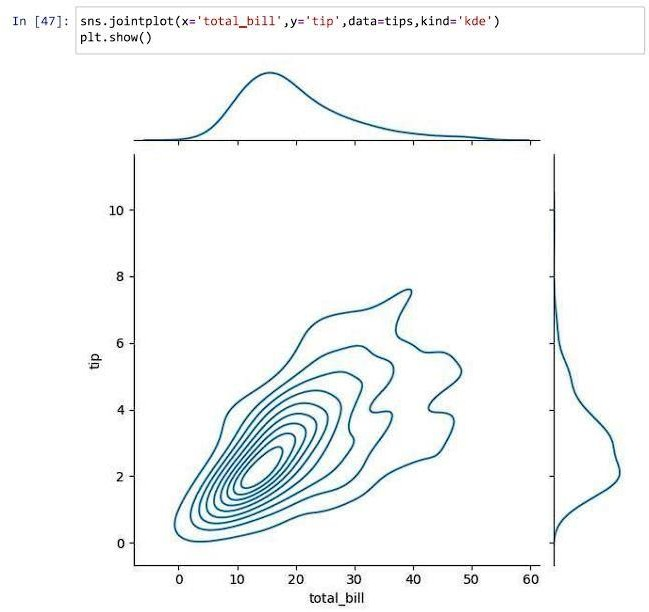 In [47]: sns.jointplot(x='total_bill',y='tip',data=tips,kind='kde')
plt.show()
10
8
6
tip
4
2
0
0 10 20 30 40 50 60
total_bill